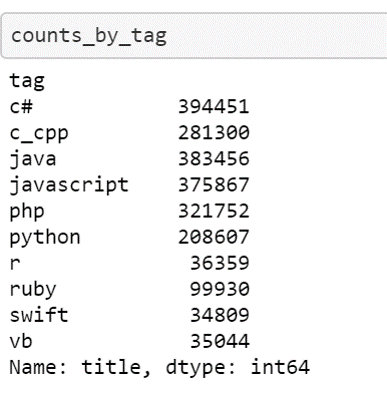 counts_by_tag
tag
c# 394451
c_cpp 281300
java 383456
javascript 375867
php 321752
python 208607
r 36359
ruby 99930
swift 34809
vb 35044
Name: title, dtype: int64